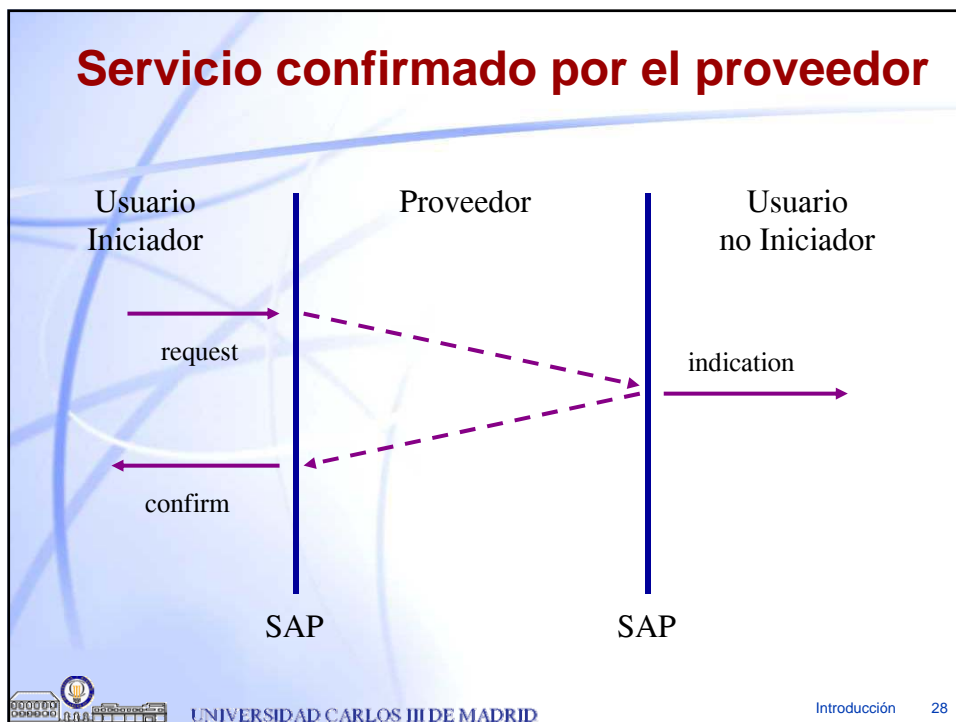 Servicio confirmado por el proveedor
Usuario
Iniciador
Proveedor
Usuario
no Iniciador
request
indication
confirm
SAP
SAP
UNIVERSIDAD CARLOS III DE MADRID
Introducción 28